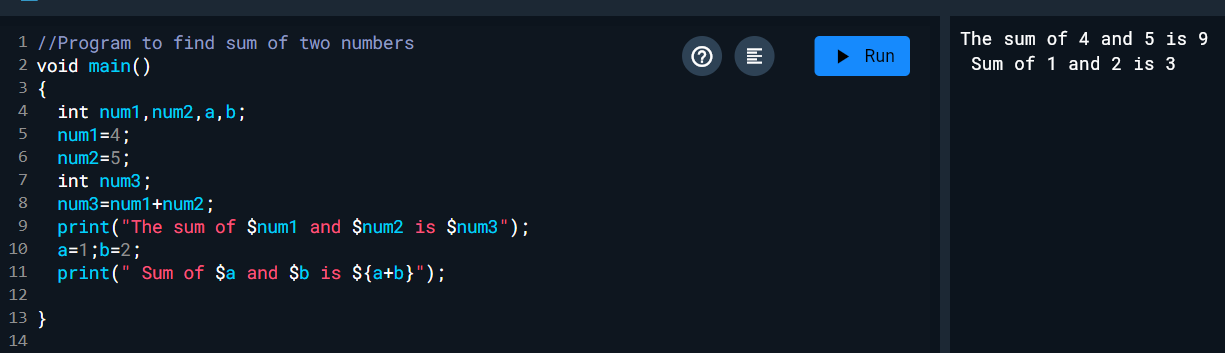 1 //Program to find sum of two numbers
2 void main()
3 {
4   int num1,num2,a,b;
5   num1=4;
6   num2=5;
7   int num3;
8   num3=num1+num2;
9   print("The sum of $num1 and $num2 is $num3");
10   a=1;b=2;
11   print(" Sum of $a and $b is ${a+b}");
12
13 }
14
Run
The sum of 4 and 5 is 9
 Sum of 1 and 2 is 3